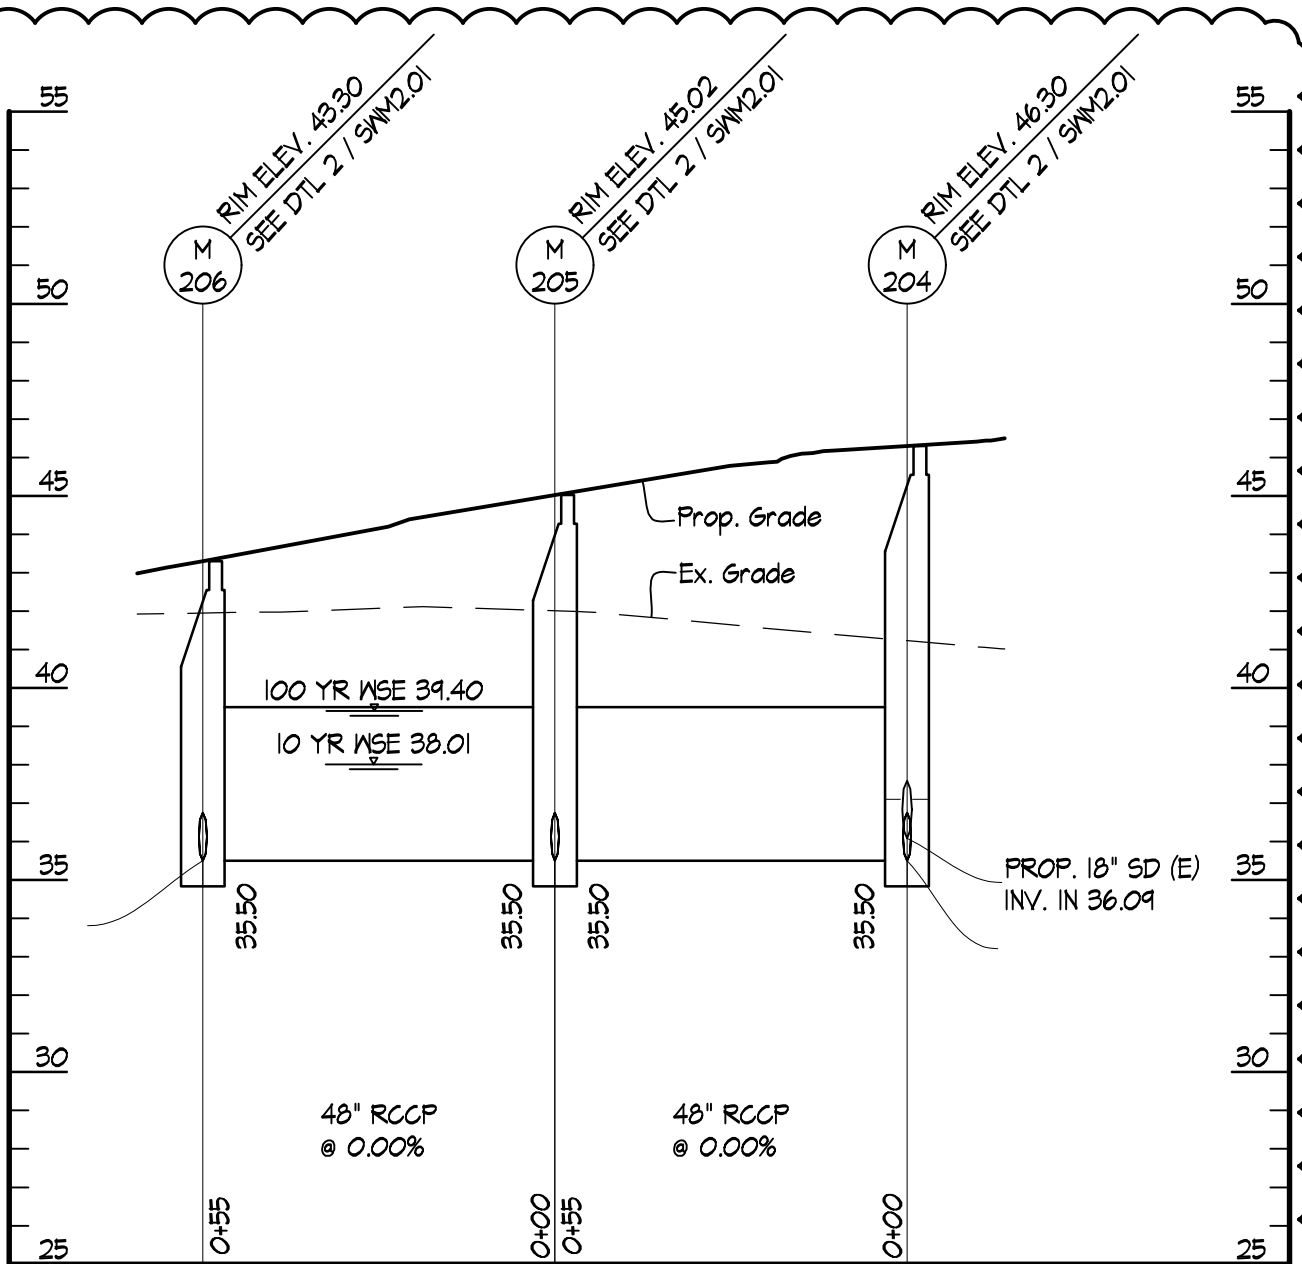 RIM ELEV. 43.30
SEE DTL 2 / SWM2.01
RIM ELEV. 45.02
SEE DTL 2 / SWM2.01
RIM ELEV. 46.30
SEE DTL 2 / SWM2.01
55
55
M
206
M
205
M
204
50
50
45
45
Prop. Grade
Ex. Grade
40
40
100 YR WSE 39.40
10 YR WSE 38.01
35
35
PROP. 18" SD (E)
INV. IN 36.09
35.50
35.50
35.50
35.50
30
30
48" RCCP
@ 0.00%
48" RCCP
@ 0.00%
0+55
0+00
0+55
0+00
25
25